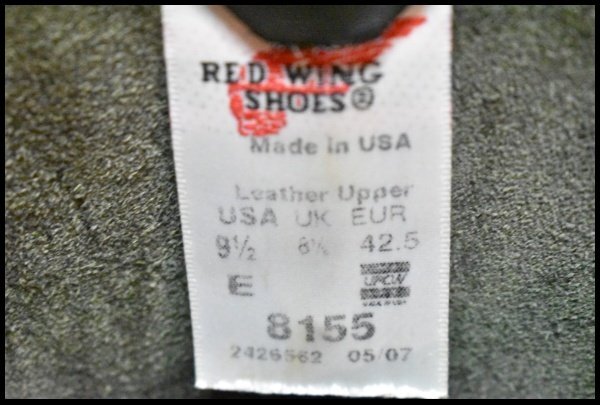 RED WING
SHOES®
Made in USA
Leather Upper
USA UK EUR
9½ 8½ 42.5
E UFCW
8155
2426562 05/07